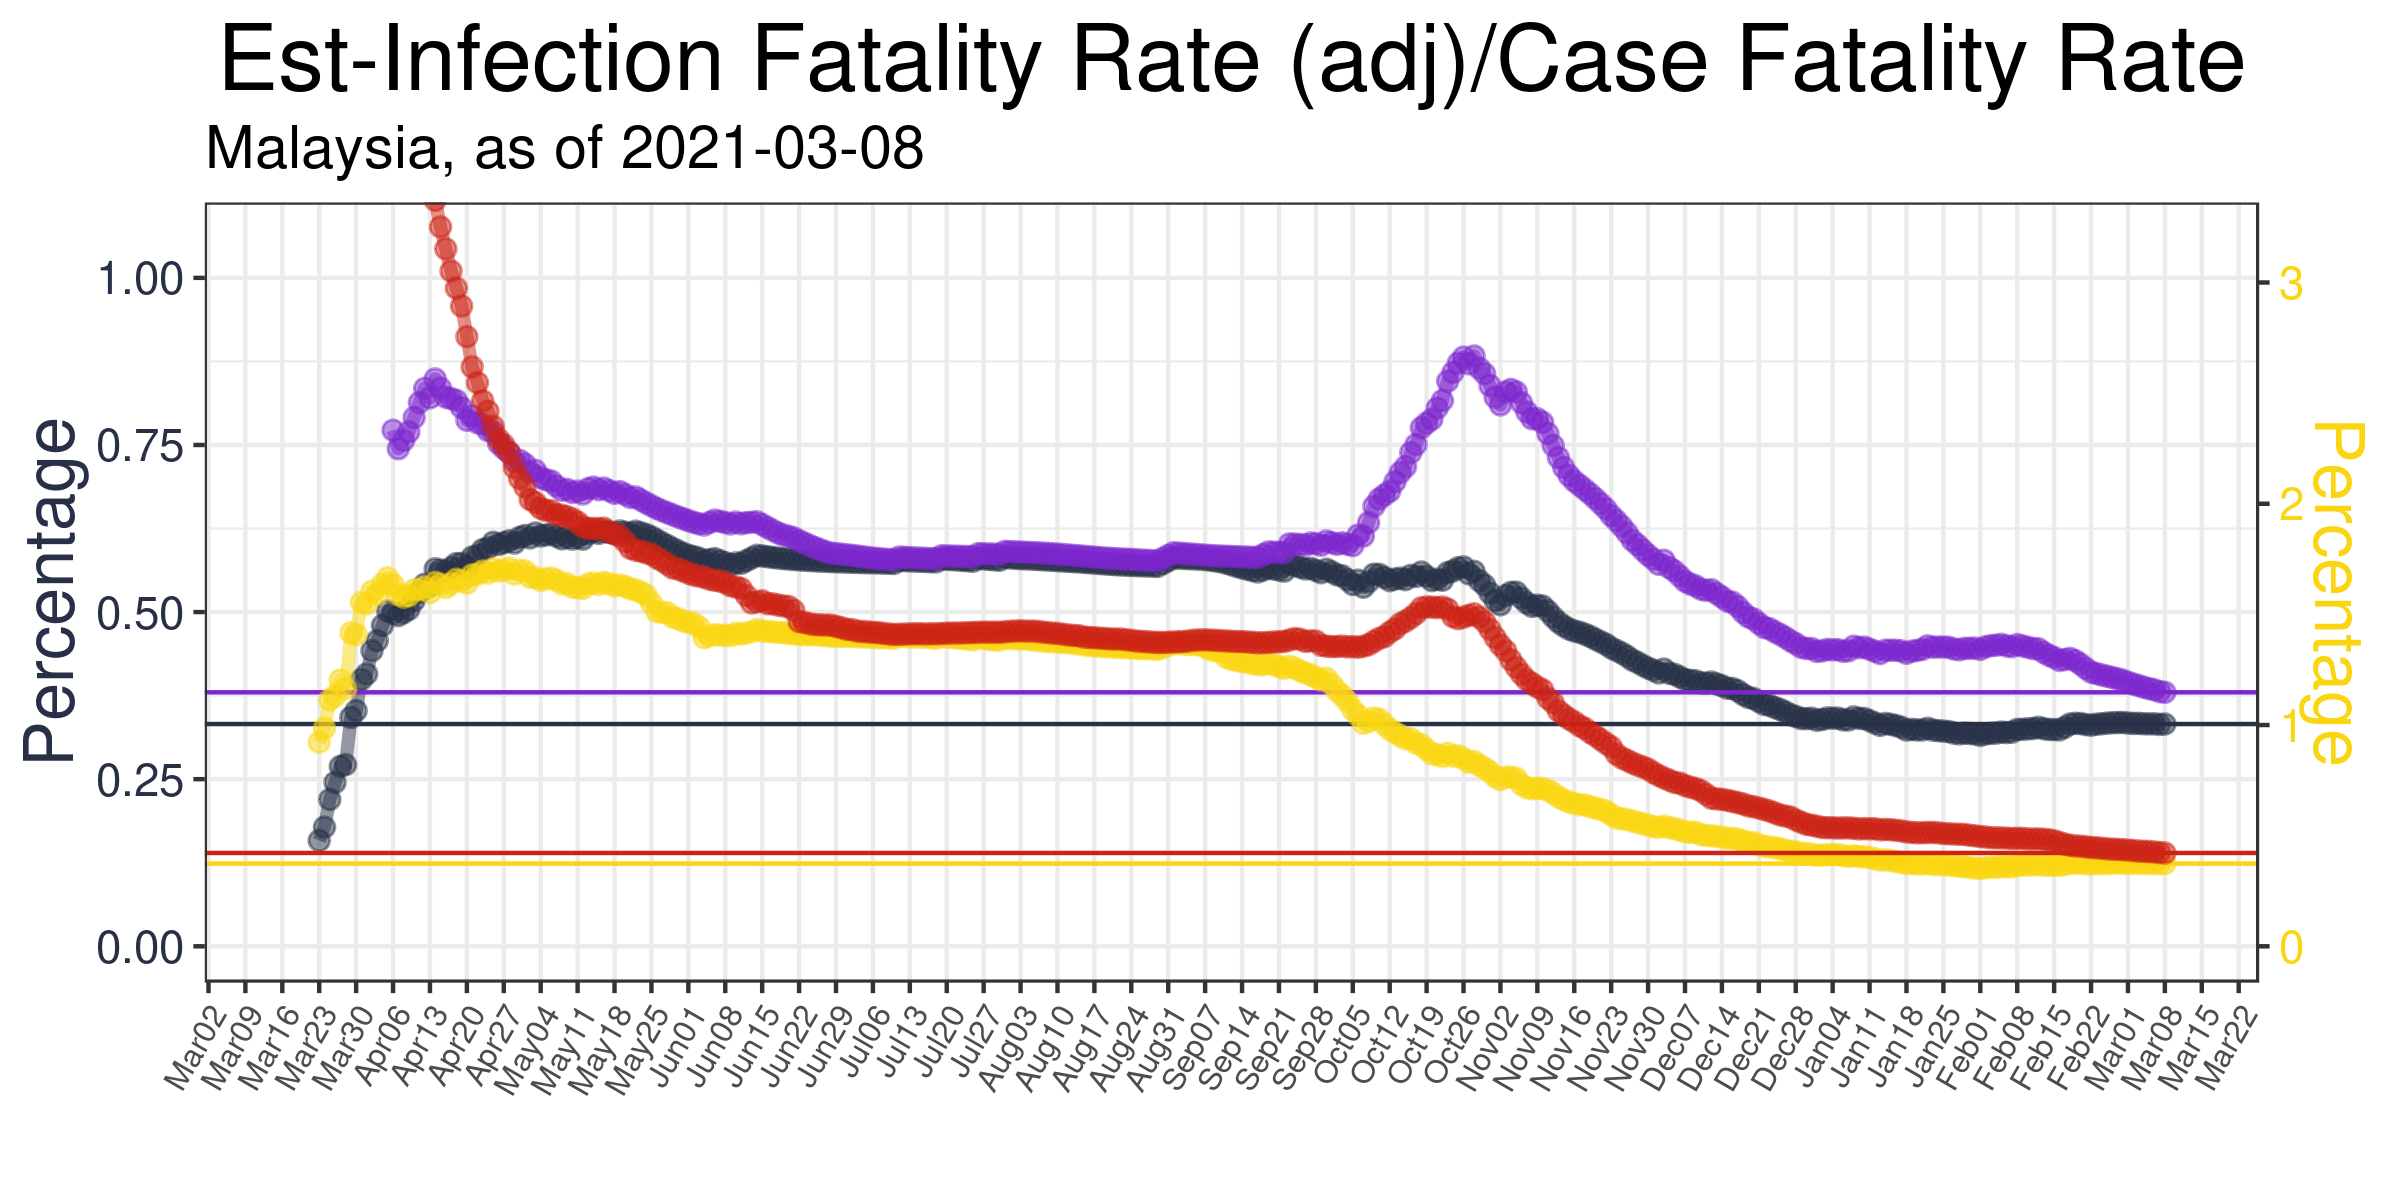 Est-Infection Fatality Rate (adj)/Case Fatality Rate
Malaysia, as of 2021-03-08
Percentage
1.00
0.75
0.50
0.25
0.00
3
2
1
0
Percentage
Mar02
Mar09
Mar16
Mar23
Mar30
Apr06
Apr13
Apr20
Apr27
May04
May11
May18
May25
Jun01
Jun08
Jun15
Jun22
Jun29
Jul06
Jul13
Jul20
Jul27
Aug03
Aug10
Aug17
Aug24
Aug31
Sep07
Sep14
Sep21
Sep28
Oct05
Oct12
Oct19
Oct26
Nov02
Nov09
Nov16
Nov23
Nov30
Dec07
Dec14
Dec21
Dec28
Jan04
Jan11
Jan18
Jan25
Feb01
Feb08
Feb15
Feb22
Mar01
Mar08
Mar15
Mar22